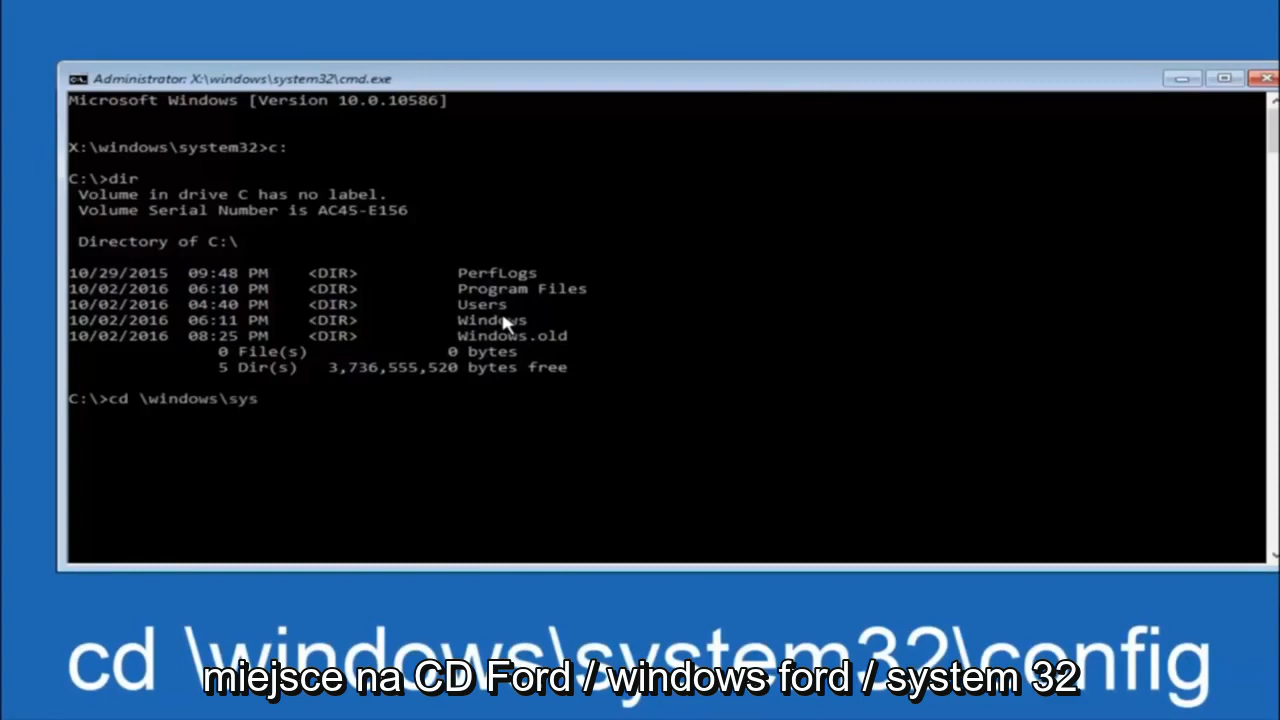 Administrator: X:\windows\system32\cmd.exe
Microsoft Windows [Version 10.0.10586]
X:\windows\system32>c:
C:\>dir
Volume in drive C has no label.
Volume Serial Number is AC45-E156
Directory of C:\
10/29/2015 09:48 PM <DIR> PerfLogs
10/02/2016 06:10 PM <DIR> Program Files
10/02/2016 04:40 PM <DIR> Users
10/02/2016 06:11 PM <DIR> Windows
10/02/2016 08:25 PM <DIR> Windows.old
0 File(s) 0 bytes
5 Dir(s) 3,736,555,520 bytes free
C:\>cd \windows\sys
cd \windows\system32\config
miejsce na CD Ford / windows ford / system 32